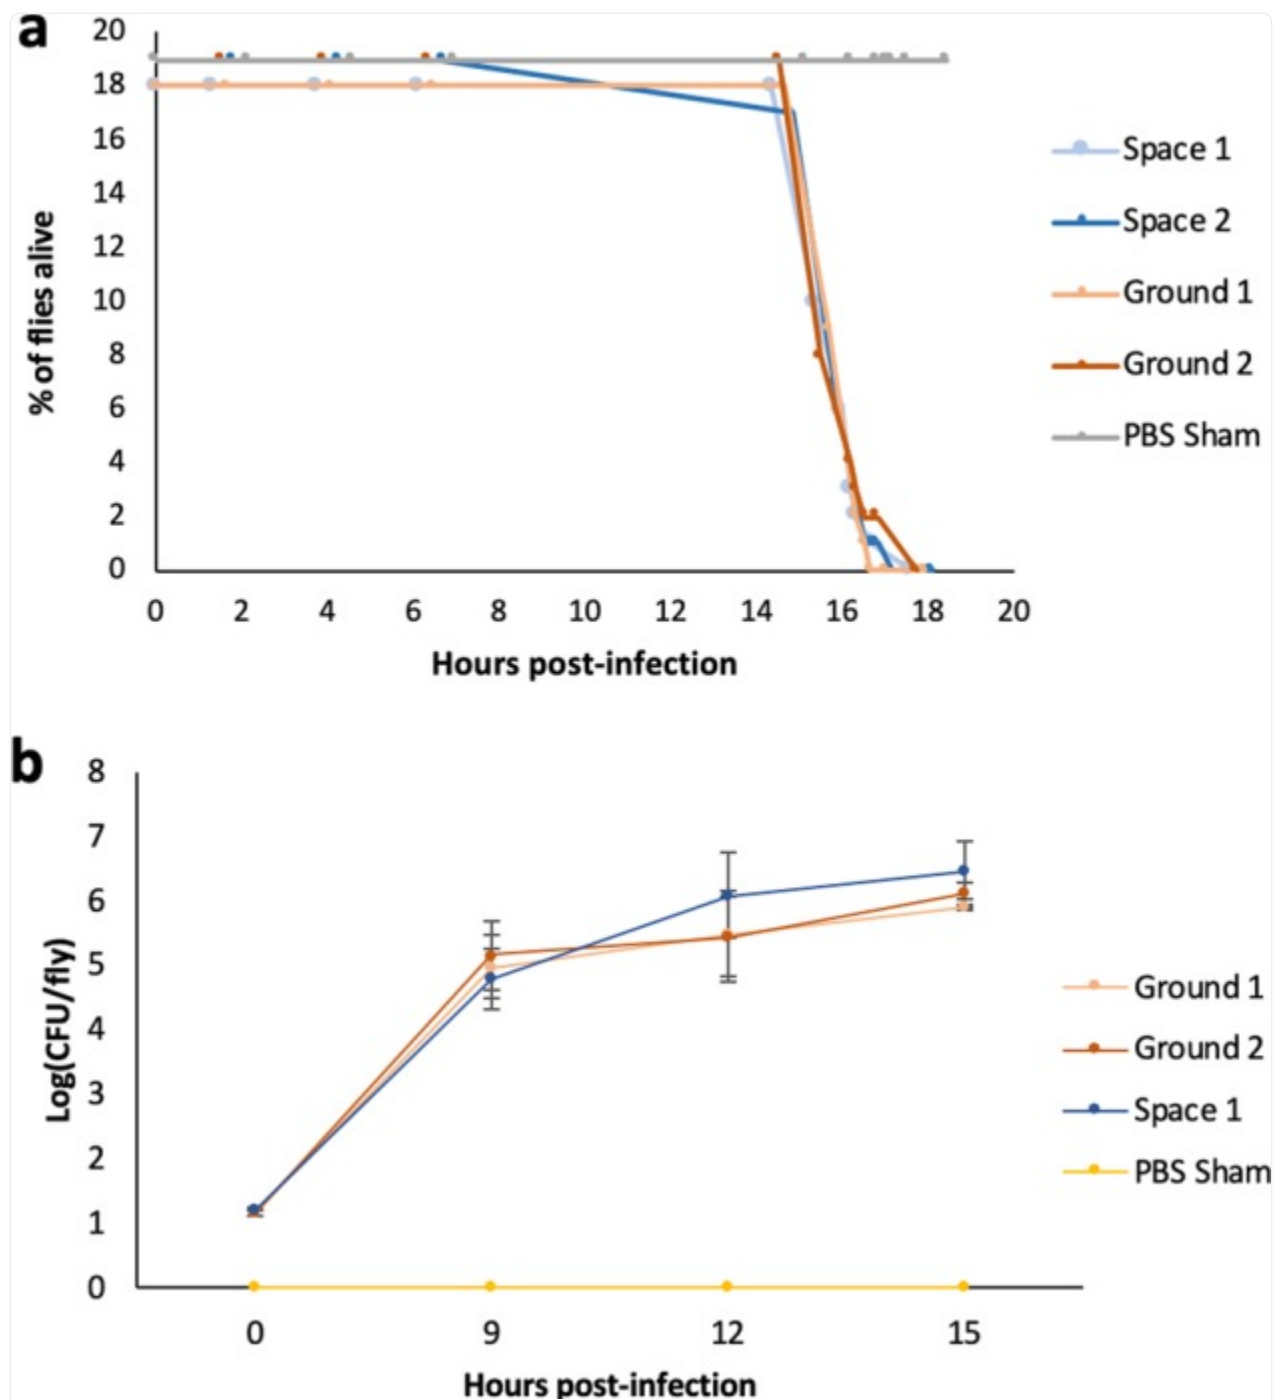 a
20
18
16
14
12
10
8
6
4
2
0
% of flies alive
0 2 4 6 8 10 12 14 16 18 20
Hours post-infection
Space 1
Space 2
Ground 1
Ground 2
PBS Sham
b
8
7
6
5
4
3
2
1
0
Log(CFU/fly)
0 9 12 15
Hours post-infection
Ground 1
Ground 2
Space 1
PBS Sham